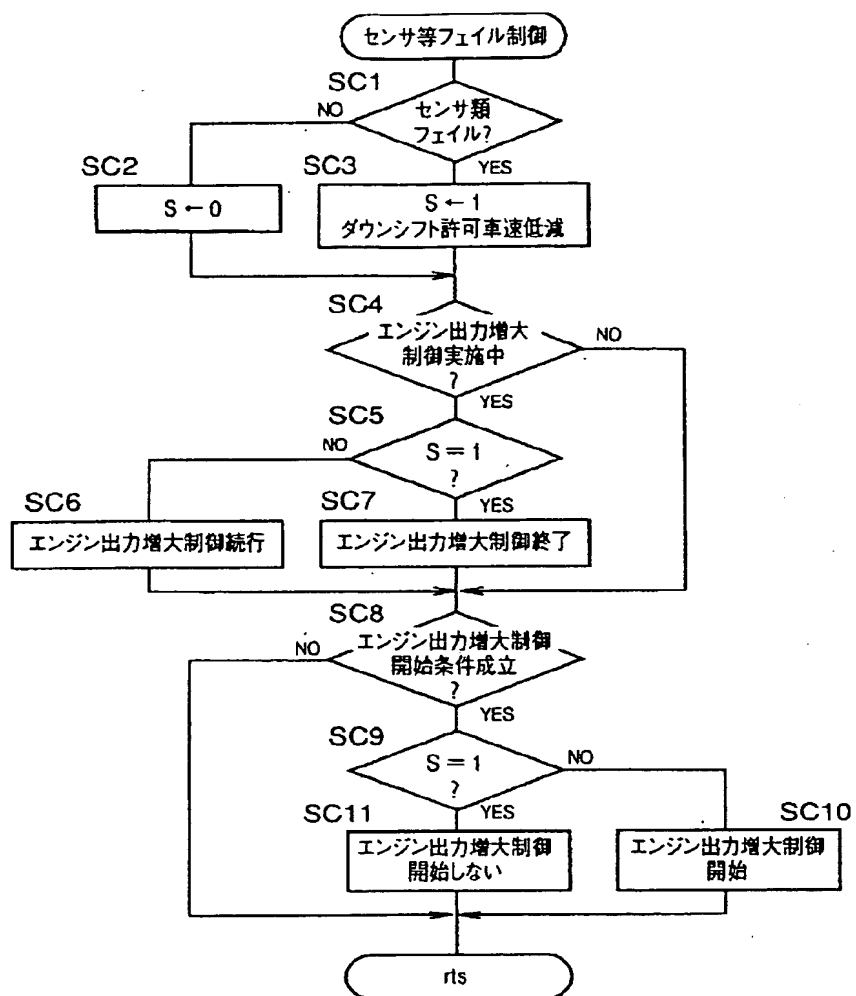 センサ等フェイル制御
SC1
センサ類
フェイル?
NO
YES
SC2
S←0
SC3
S←1
ダウンシフト許可車速低減
SC4
エンジン出力増大
制御実施中
?
NO
YES
SC5
S=1
?
NO
YES
SC6
エンジン出力増大制御続行
SC7
エンジン出力増大制御終了
SC8
エンジン出力増大制御
開始条件成立
?
NO
YES
SC9
S=1
?
NO
YES
SC11
エンジン出力増大制御
開始しない
SC10
エンジン出力増大制御
開始
rts